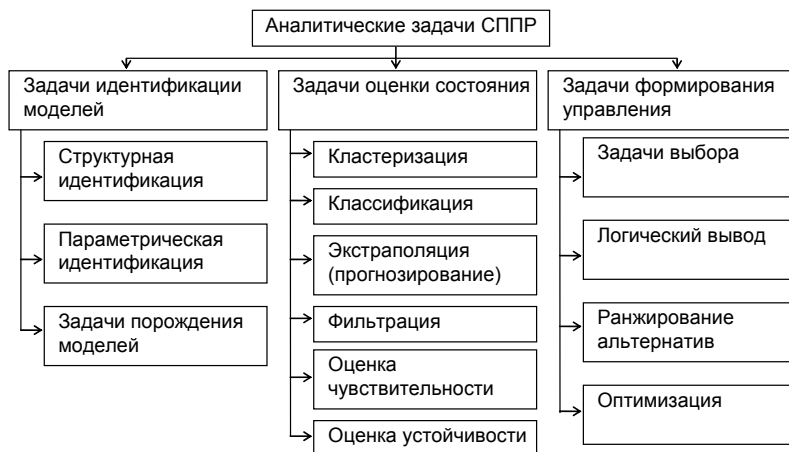 Аналитические задачи СППР
Задачи идентификации
моделей
Структурная
идентификация
Параметрическая
идентификация
Задачи порождения
моделей
Задачи оценки состояния
Кластеризация
Классификация
Экстраполяция
(прогнозирование)
Фильтрация
Оценка
чувствительности
Оценка устойчивости
Задачи формирования
управления
Задачи выбора
Логический вывод
Ранжирование
альтернатив
Оптимизация